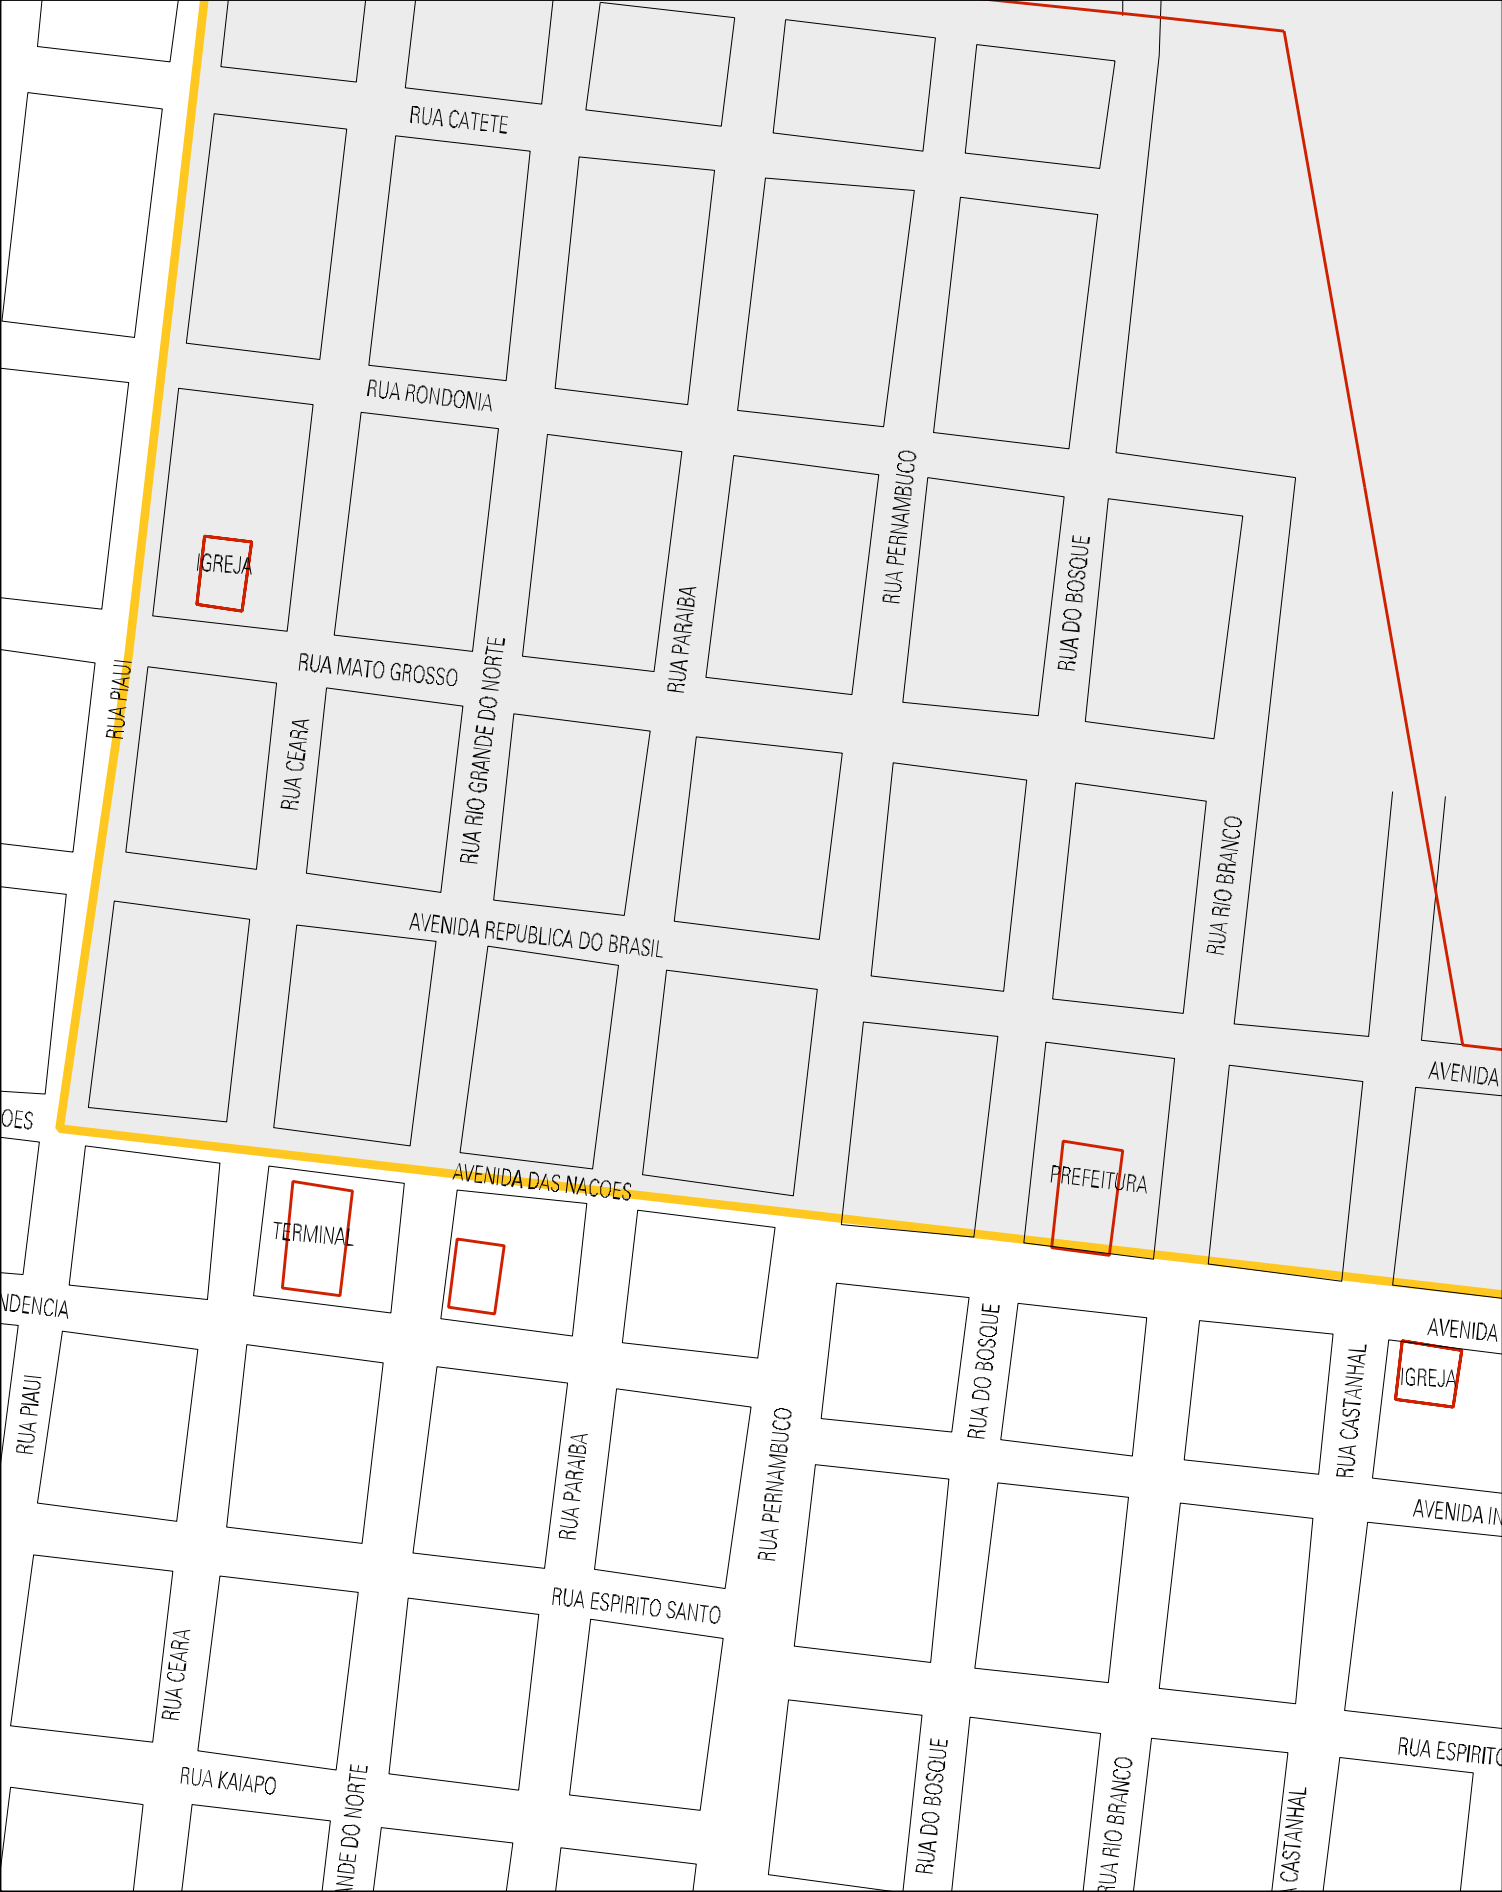 RUA CATETE
RUA RONDONIA
RUA PERNAMBUCO
RUA DO BOSQUE
IGREJA
RUA PARAIBA
RUA MATO GROSSO
RUA RIO GRANDE DO NORTE
RUA PIAUI
RUA CEARA
RUA RIO BRANCO
AVENIDA REPUBLICA DO BRASIL
AVENIDA
OES
AVENIDA DAS NACOES
PREFEITURA
TERMINAL
NDENCIA
AVENIDA
RUA DO BOSQUE
RUA CASTANHAL
IGREJA
RUA PIAUI
RUA PARAIBA
RUA PERNAMBUCO
AVENIDA IN
RUA ESPIRITO SANTO
RUA CEARA
RUA ESPIRITO
RUA KAIAPO
ANDE DO NORTE
RUA DO BOSQUE
RUA RIO BRANCO
CASTANHAL